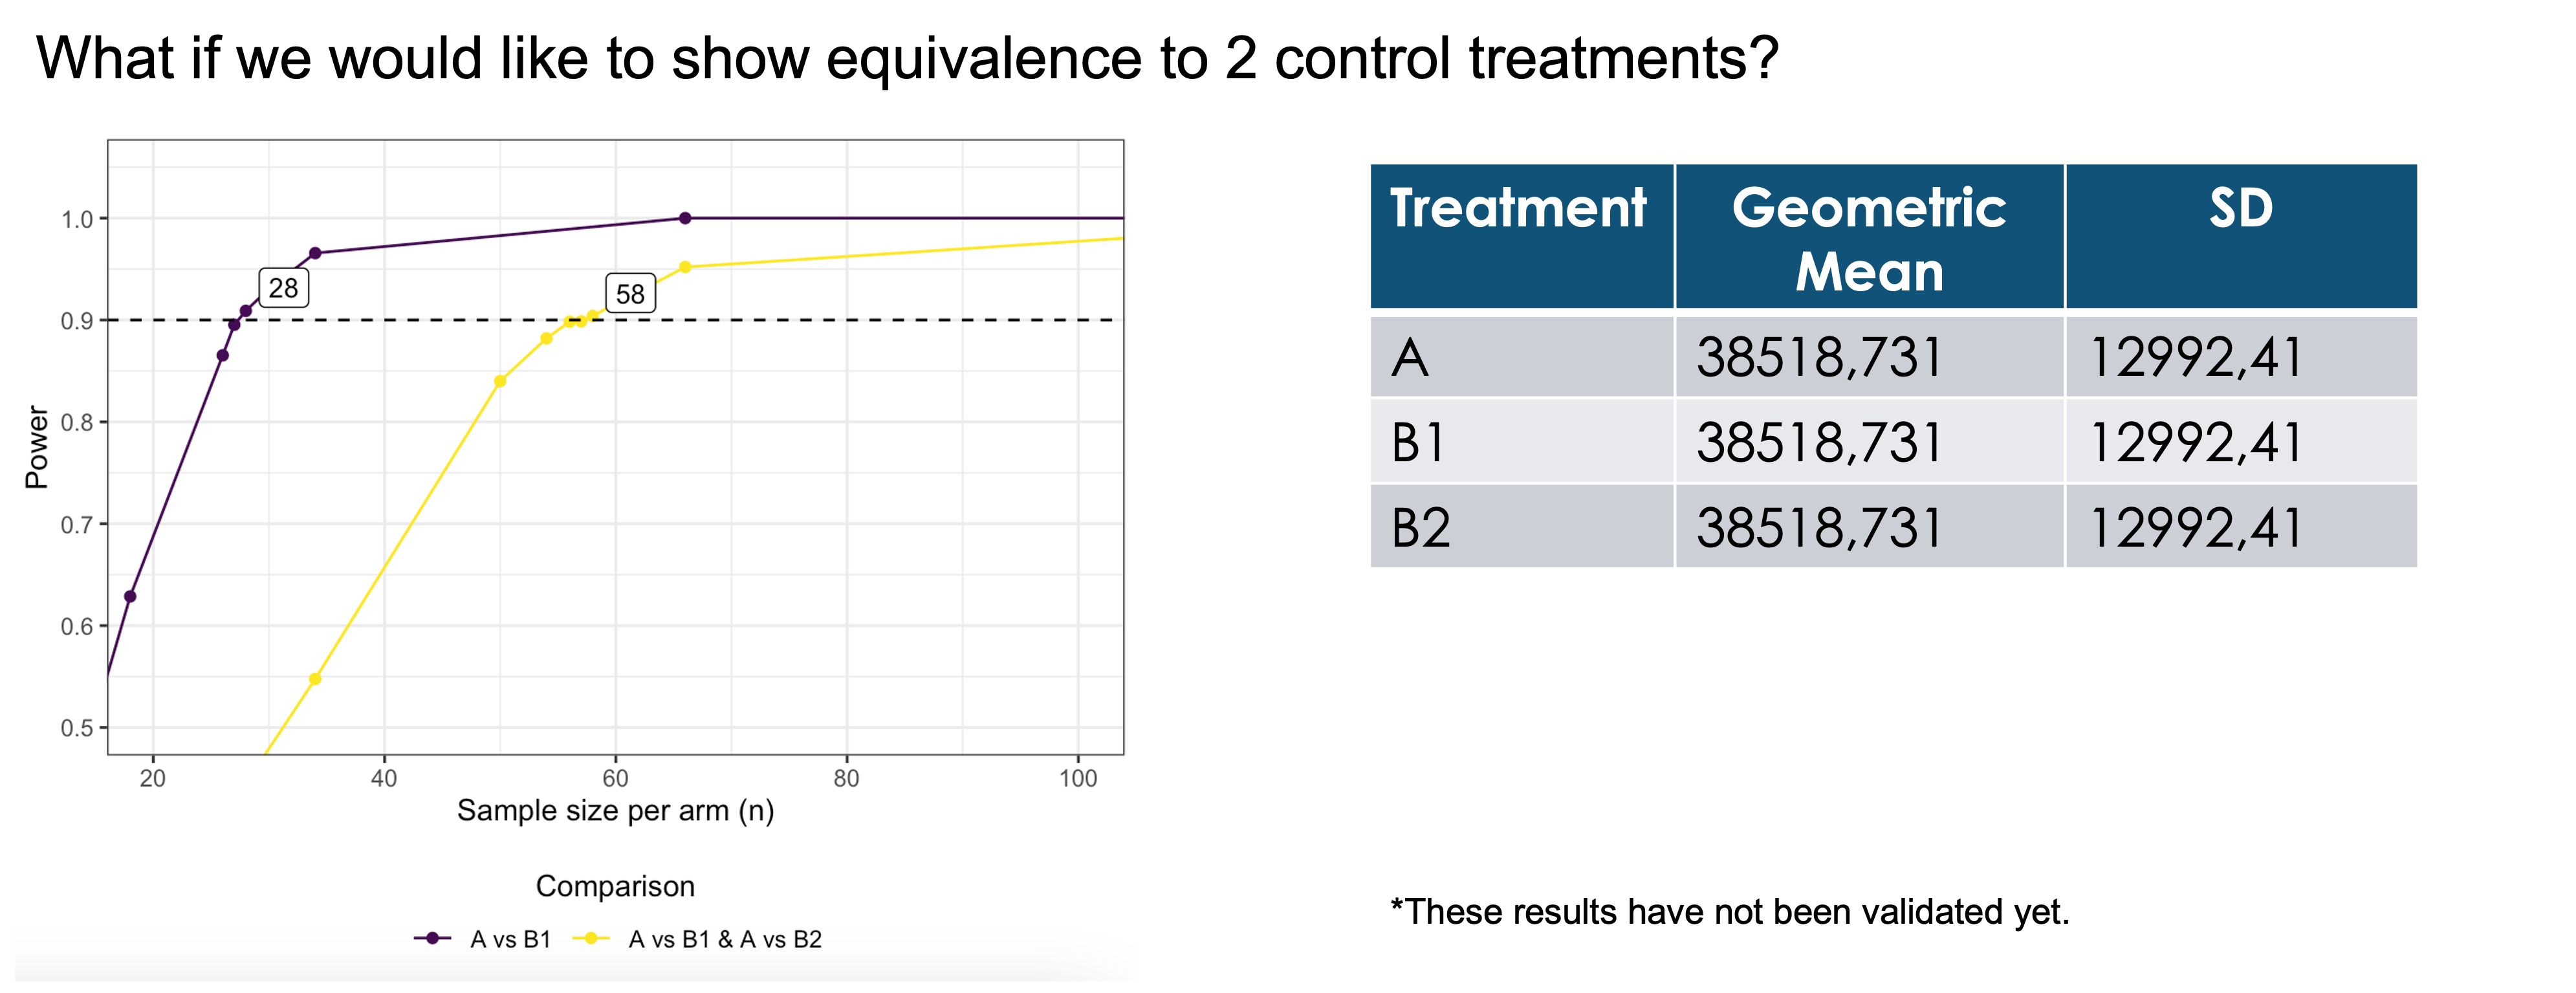 What if we would like to show equivalence to 2 control treatments?
Power
1.0
0.9
0.8
0.7
0.6
0.5
28
58
20 40 60 80 100
Sample size per arm (n)
Comparison
A vs B1 A vs B1 & A vs B2
Treatment Geometric Mean SD
A 38518,731 12992,41
B1 38518,731 12992,41
B2 38518,731 12992,41
*These results have not been validated yet.